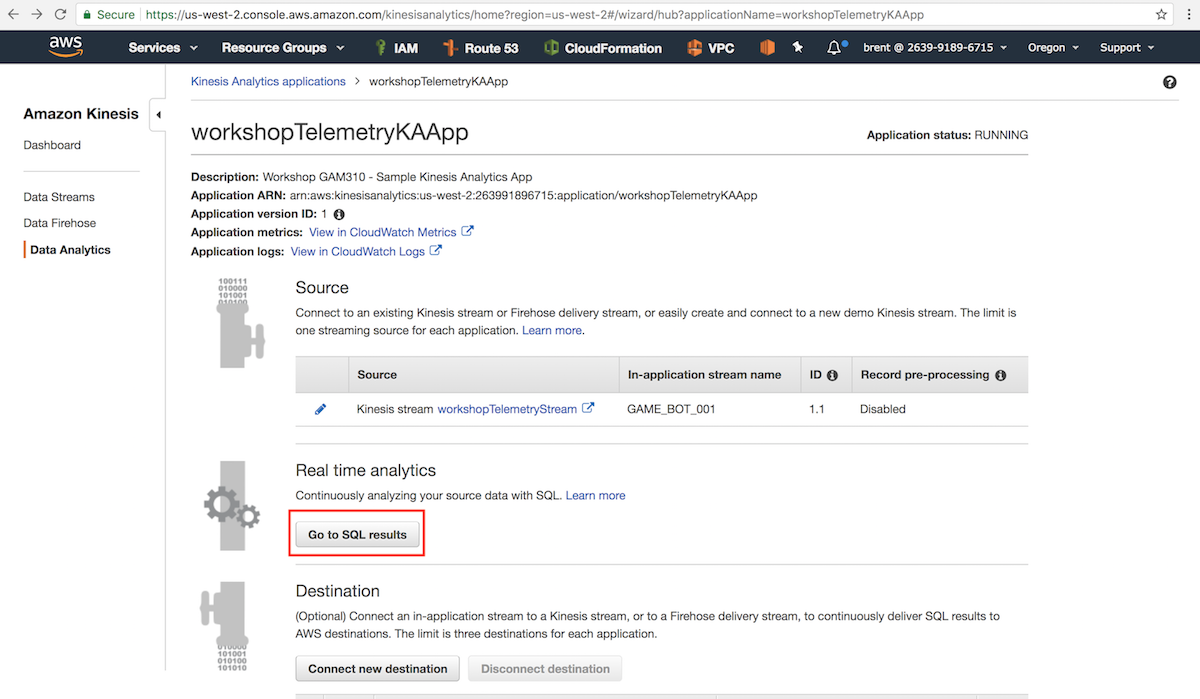 Secure https://us-west-2.console.aws.amazon.com/kinesisanalytics/home?region=us-west-2#/wizard/hub?applicationName=workshopTelemetryKAApp
aws Services Resource Groups IAM Route 53 CloudFormation VPC brent @ 2639-9189-6715 Oregon Support
Kinesis Analytics applications > workshopTelemetryKAApp
Amazon Kinesis
Dashboard
Data Streams
Data Firehose
Data Analytics
workshopTelemetryKAApp
Application status: RUNNING
Description: Workshop GAM310 - Sample Kinesis Analytics App
Application ARN: arn:aws:kinesisanalytics:us-west-2:263991896715:application/workshopTelemetryKAApp
Application version ID: 1
Application metrics: View in CloudWatch Metrics
Application logs: View in CloudWatch Logs
100111
010000
101001
010100
Source
Connect to an existing Kinesis stream or Firehose delivery stream, or easily create and connect to a new demo Kinesis stream. The limit is
one streaming source for each application. Learn more.
Source In-application stream name ID Record pre-processing
Kinesis stream workshopTelemetryStream GAME_BOT_001 1.1 Disabled
Real time analytics
Continuously analyzing your source data with SQL. Learn more
Go to SQL results
Destination
(Optional) Connect an in-application stream to a Kinesis stream, or to a Firehose delivery stream, to continuously deliver SQL results to
AWS destinations. The limit is three destinations for each application.
010000
101001
010100
101010
Connect new destination Disconnect destination